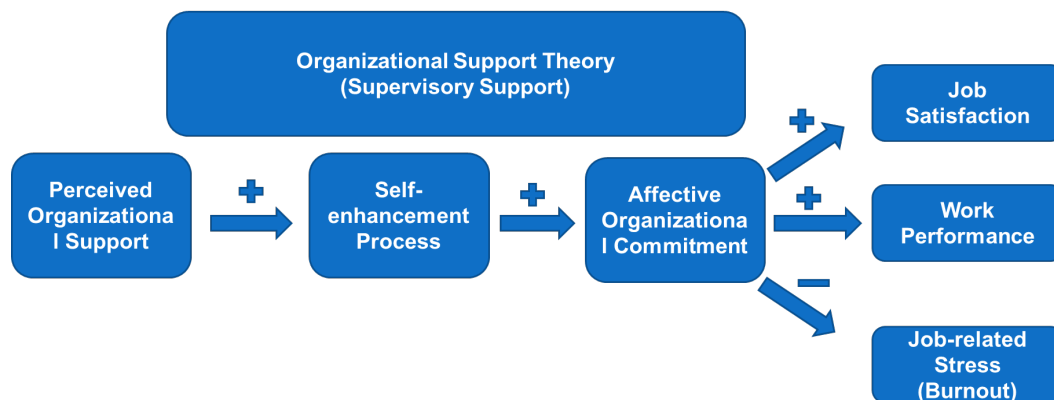 Organizational Support Theory
(Supervisory Support)
Job
Satisfaction
+
Perceived
Organizationa
l Support
+
Self-
enhancement
Process
+
Affective
Organizationa
l Commitment
+
Work
Performance
−
Job-related
Stress
(Burnout)